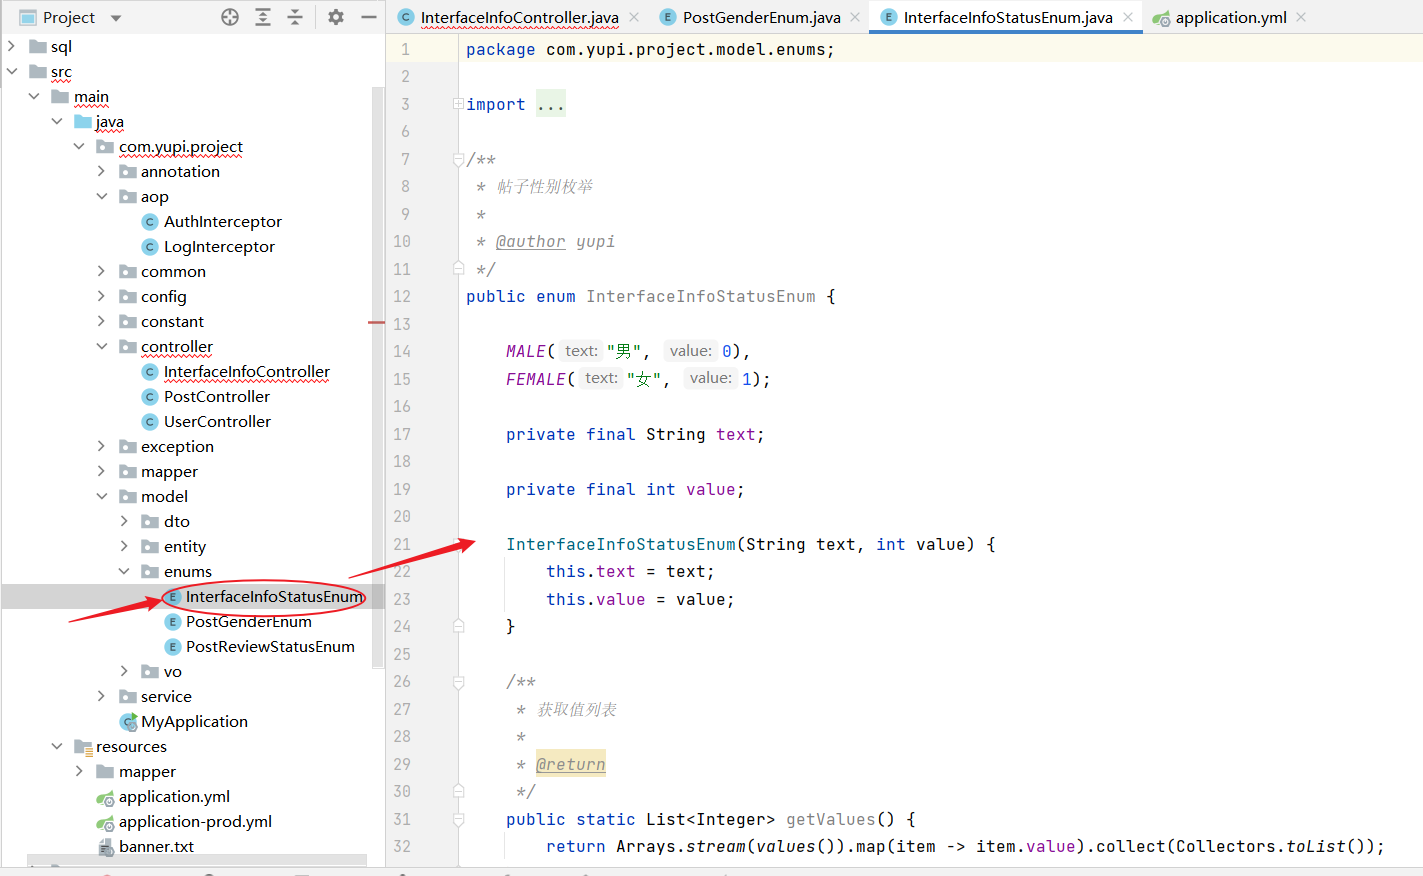 Project
sql
src
main
java
com.yupi.project
annotation
aop
AuthInterceptor
LogInterceptor
common
config
constant
controller
InterfaceInfoController
PostController
UserController
exception
mapper
model
dto
entity
enums
InterfaceInfoStatusEnum
PostGenderEnum
PostReviewStatusEnum
vo
service
MyApplication
resources
mapper
application.yml
application-prod.yml
banner.txt
InterfaceInfoController.java PostGenderEnum.java InterfaceInfoStatusEnum.java application.yml
1 package com.yupi.project.model.enums;
2
3 import ...
6
7 /**
8 * 帖子性别枚举
9 *
10 * @author yupi
11 */
12 public enum InterfaceInfoStatusEnum {
13
14 MALE( text: "男", value: 0),
15 FEMALE( text: "女", value: 1);
16
17 private final String text;
18
19 private final int value;
20
21 InterfaceInfoStatusEnum(String text, int value) {
22 this.text = text;
23 this.value = value;
24 }
25
26 /**
27 * 获取值列表
28 *
29 * @return
30 */
31 public static List<Integer> getValues() {
32 return Arrays.stream(values()).map(item -> item.value).collect(Collectors.toList());